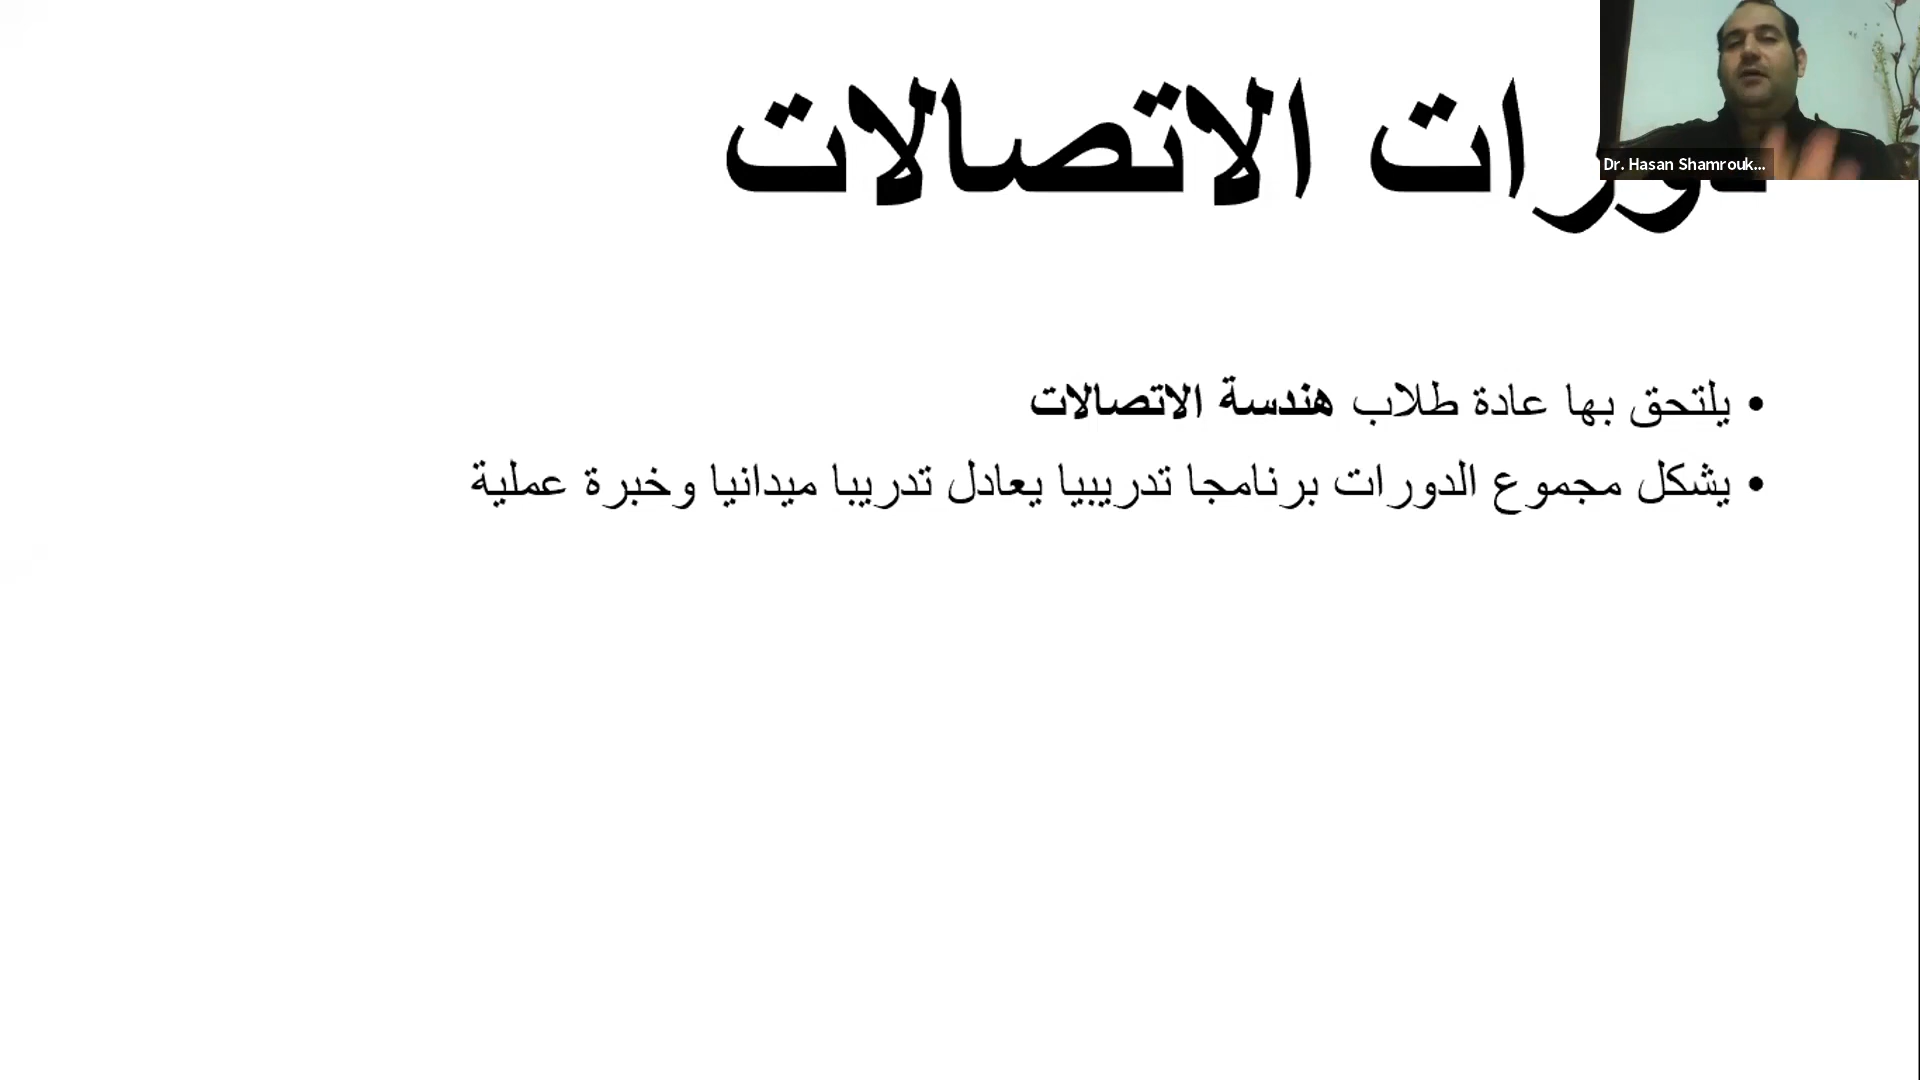 دورات الاتصالات
Dr. Hasan Shamrouk...
• يلتحق بها عادة طلاب هندسة الاتصالات
• يشكل مجموع الدورات برنامجا تدريبيا يعادل تدريبا ميدانيا وخبرة عملية